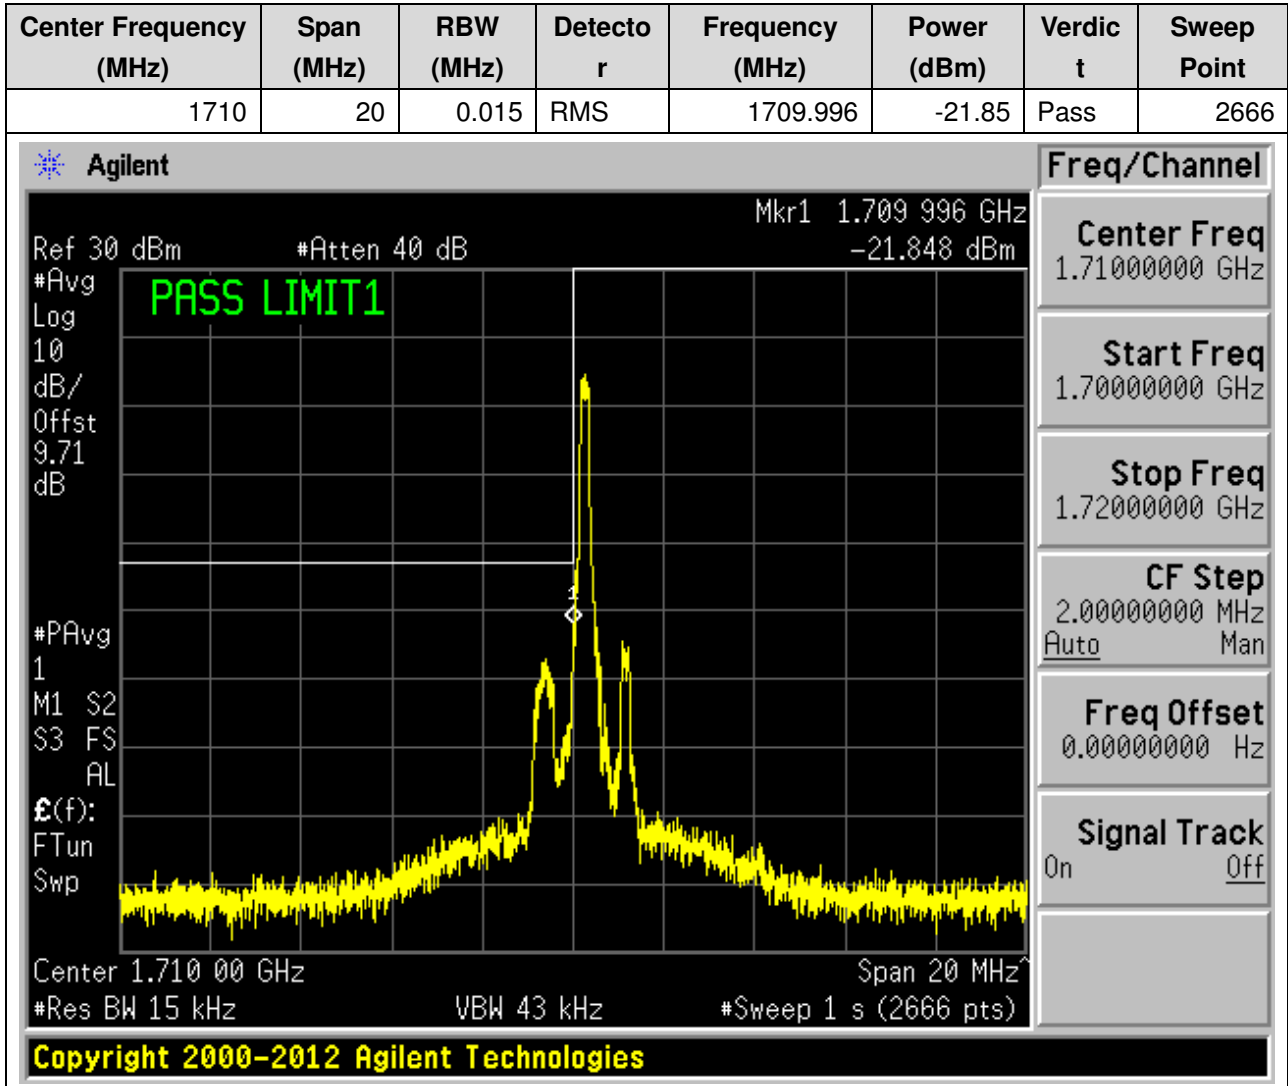 Center Frequency (MHz) Span (MHz) RBW (MHz) Detector Frequency (MHz) Power (dBm) Verdict Sweep Point
1710 20 0.015 RMS 1709.996 -21.85 Pass 2666
Agilent
Freq/Channel
Mkr1 1.709 996 GHz
Ref 30 dBm #Atten 40 dB -21.848 dBm
#Avg
Log
10
dB/
Offst
9.71
dB
PASS LIMIT1
1
#PAvg
1
M1 S2
S3 FS
AL
£(f):
FTun
Swp
Center 1.710 00 GHz Span 20 MHz^
#Res BW 15 kHz VBW 43 kHz #Sweep 1 s (2666 pts)
Center Freq
1.71000000 GHz
Start Freq
1.70000000 GHz
Stop Freq
1.72000000 GHz
CF Step
2.00000000 MHz
Auto Man
Freq Offset
0.00000000 Hz
Signal Track
On Off
Copyright 2000-2012 Agilent Technologies